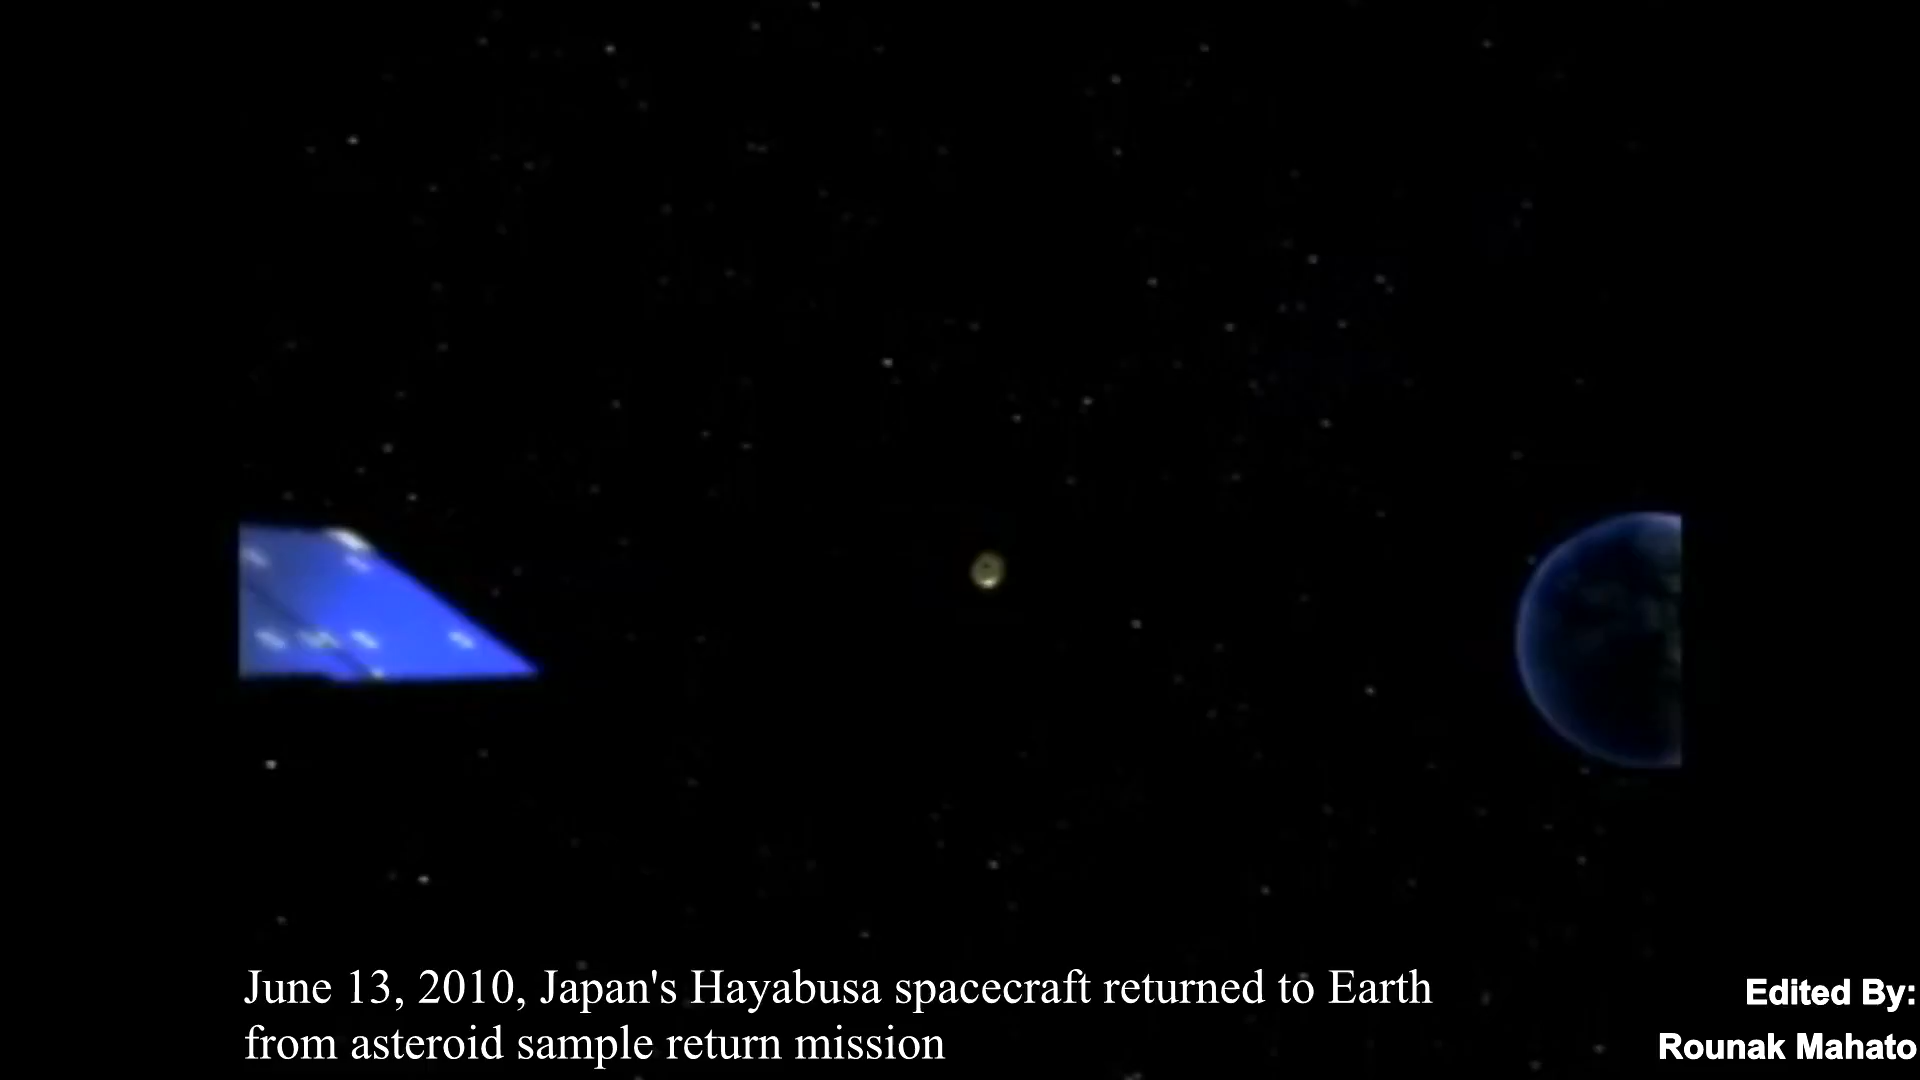 June 13, 2010, Japan's Hayabusa spacecraft returned to Earth
from asteroid sample return mission
Edited By:
Rounak Mahato